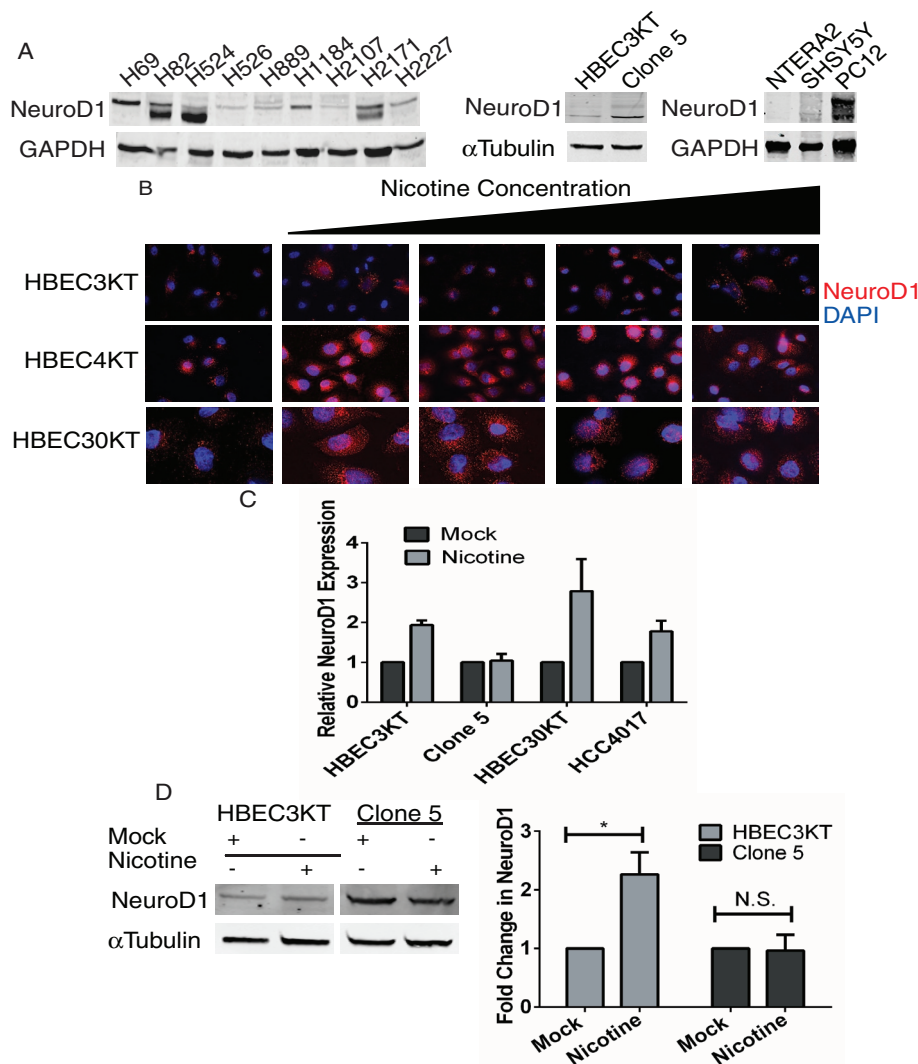 A
H69 H82 H524 H526 H889 H1184 H2107 H2171 H2227
NeuroD1
GAPDH
HBEC3KT Clone 5
NeuroD1
αTubulin
NTERA2 SHSY5Y PC12
NeuroD1
GAPDH
B
Nicotine Concentration
HBEC3KT
HBEC4KT
HBEC30KT
NeuroD1
DAPI
C
Relative NeuroD1 Expression
4
3
2
1
0
Mock
Nicotine
HBEC3KT Clone 5 HBEC30KT HCC4017
D
HBEC3KT Clone 5
Mock + - + -
Nicotine - + - +
NeuroD1
αTubulin
Fold Change in NeuroD1
3
2
1
0
*
N.S.
HBEC3KT
Clone 5
Mock Nicotine Mock Nicotine